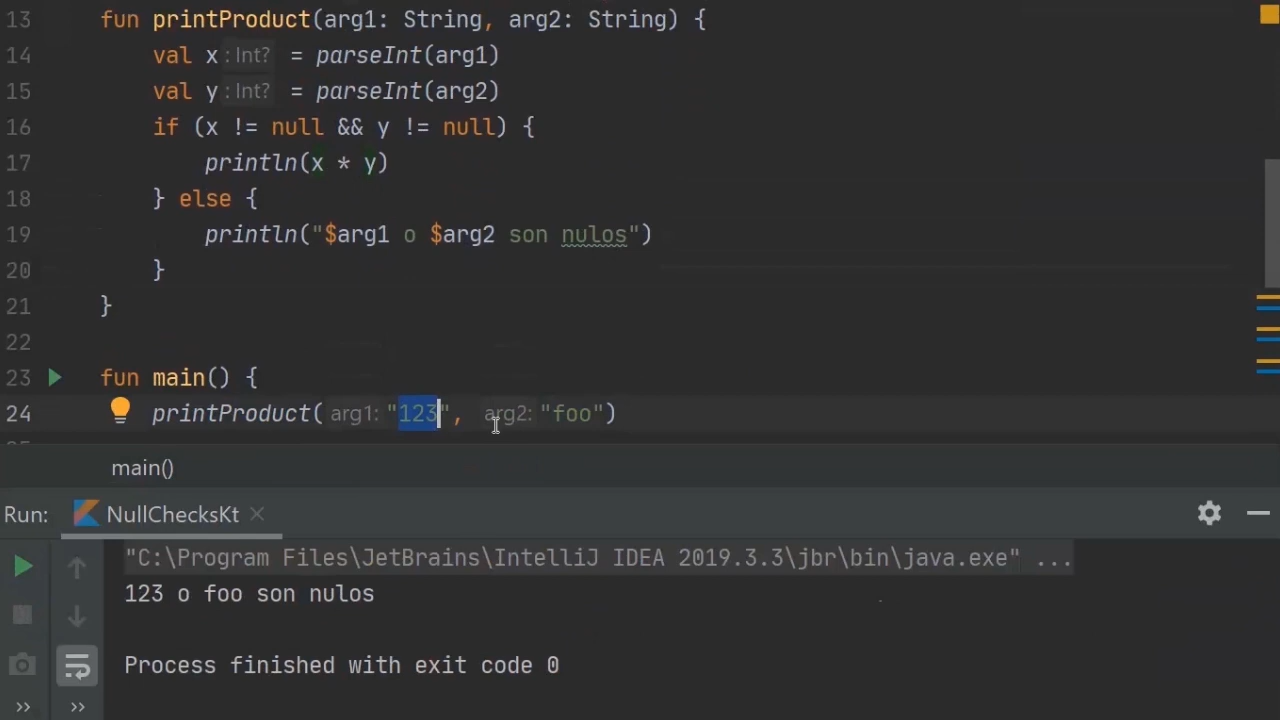 13 fun printProduct(arg1: String, arg2: String) {
14 val x : Int? = parseInt(arg1)
15 val y : Int? = parseInt(arg2)
16 if (x != null && y != null) {
17 println(x * y)
18 } else {
19 println("$arg1 o $arg2 son nulos")
20 }
21 }
22
23 fun main() {
24 printProduct( arg1: "123", arg2: "foo")
main()
Run: NullChecksKt
"C:\Program Files\JetBrains\IntelliJ IDEA 2019.3.3\jbr\bin\java.exe" ...
123 o foo son nulos
Process finished with exit code 0